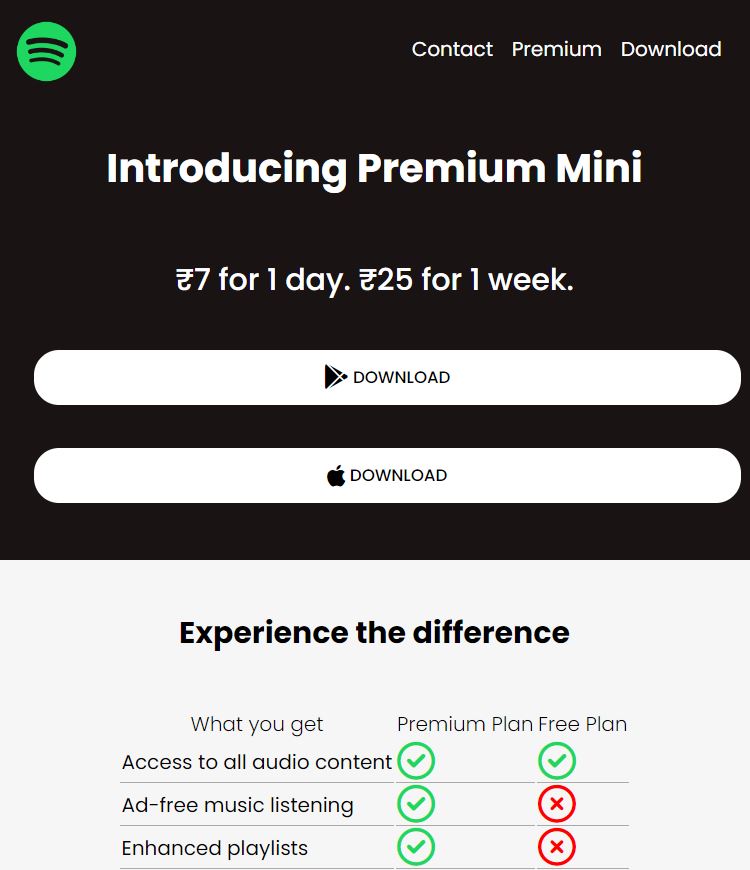 Contact Premium Download
Introducing Premium Mini
₹7 for 1 day. ₹25 for 1 week.
DOWNLOAD
DOWNLOAD
Experience the difference
What you get Premium Plan Free Plan
Access to all audio content
Ad-free music listening
Enhanced playlists